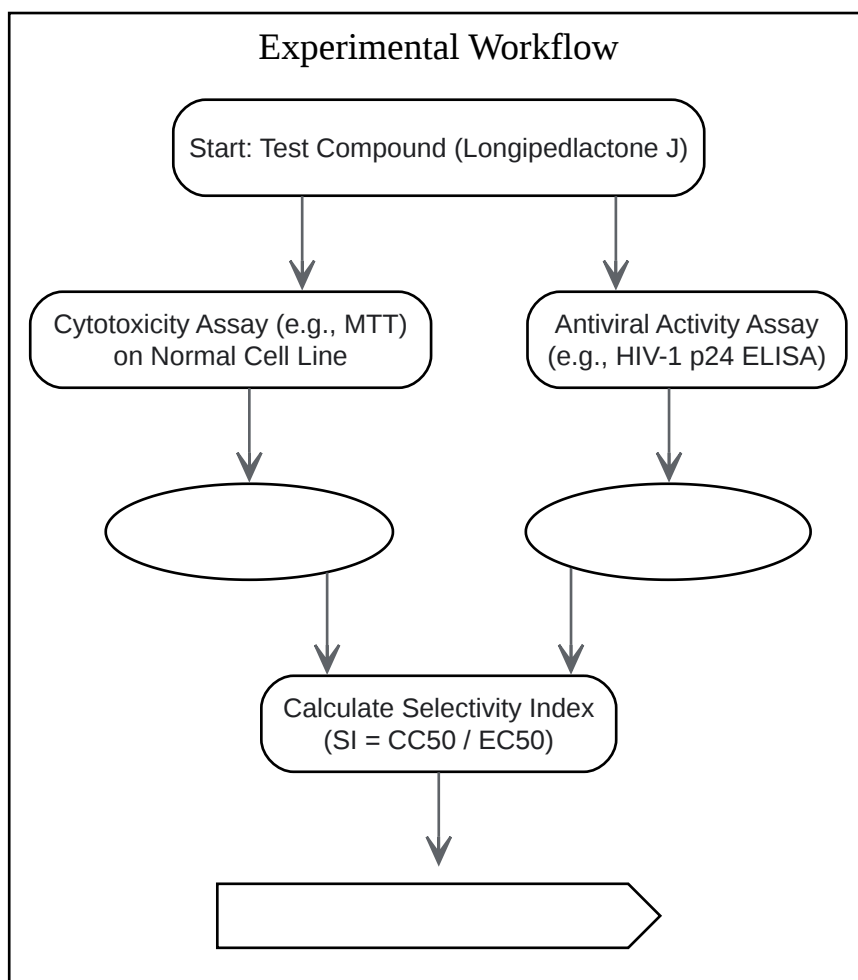 Experimental Workflow
Start: Test Compound (Longipedlactone J)
Cytotoxicity Assay (e.g., MTT)
on Normal Cell Line
Antiviral Activity Assay
(e.g., HIV-1 p24 ELISA)
Calculate Selectivity Index
(SI = CC50 / EC50)